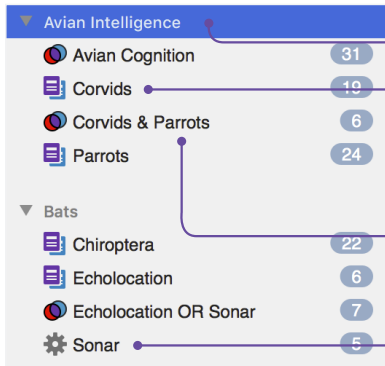 Avian Intelligence
Avian Cognition 31
Corvids 19
Corvids & Parrots 6
Parrots 24
Bats
Chiroptera 22
Echolocation 6
Echolocation OR Sonar 7
Sonar 5